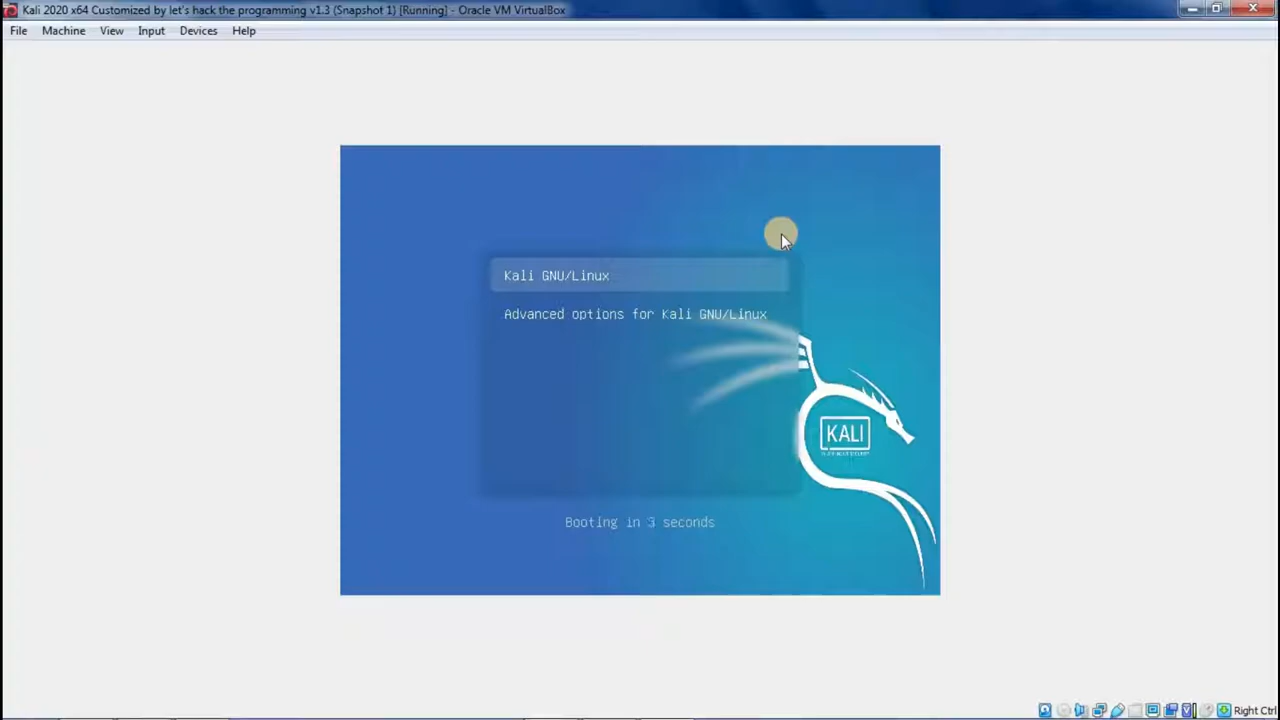 Kali 2020 x64 Customized by let's hack the programming v1.3 (Snapshot 1) [Running] - Oracle VM VirtualBox
File Machine View Input Devices Help
Kali GNU/Linux
Advanced options for Kali GNU/Linux
KALI
Booting in 3 seconds
Right Ctrl